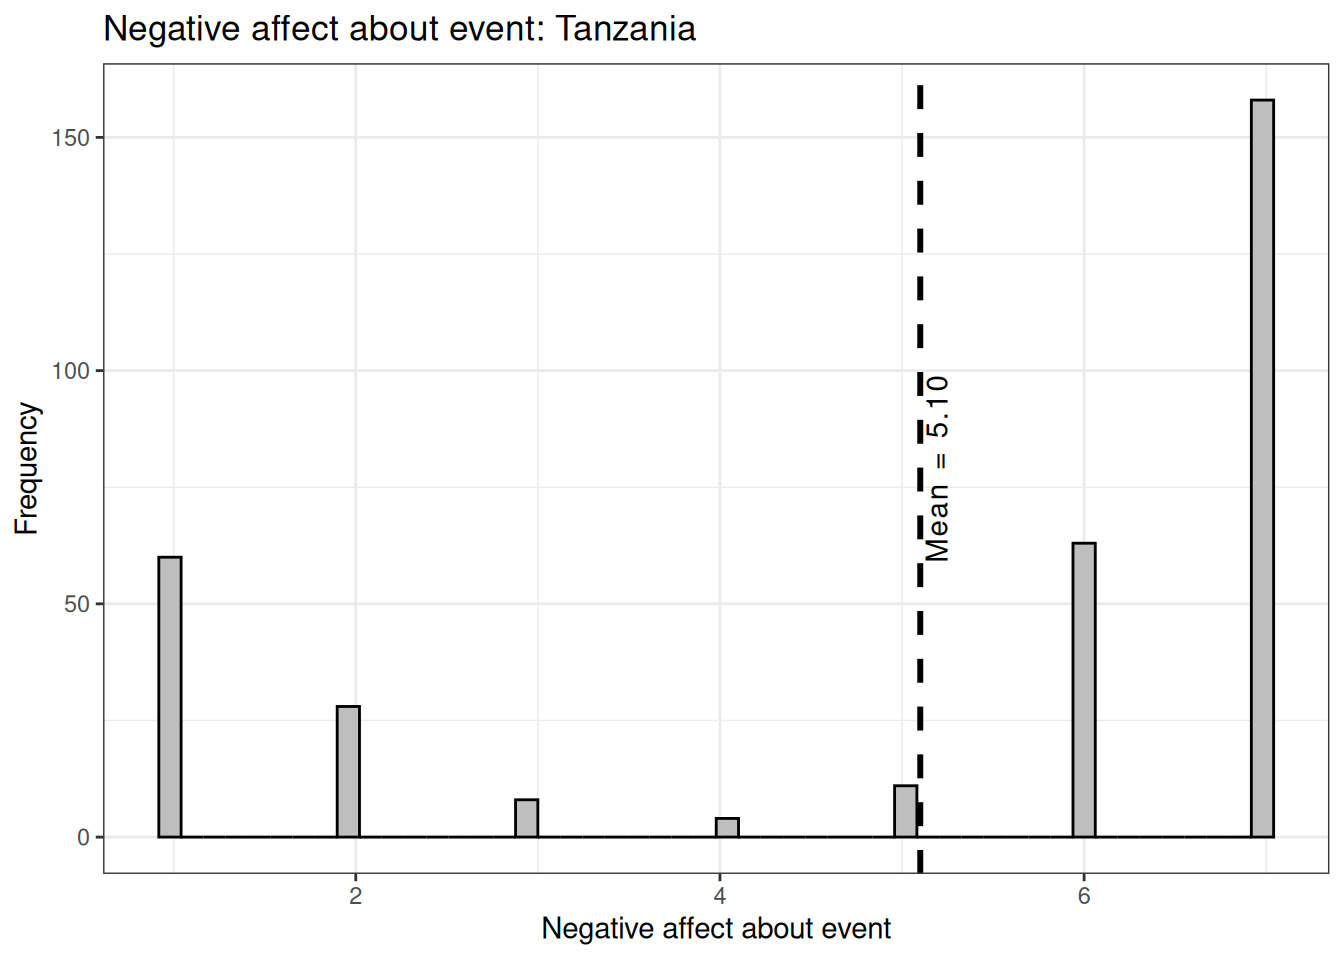 Negative affect about event: Tanzania
150
100
50
0
Frequency
Mean = 5.10
2
4
6
Negative affect about event